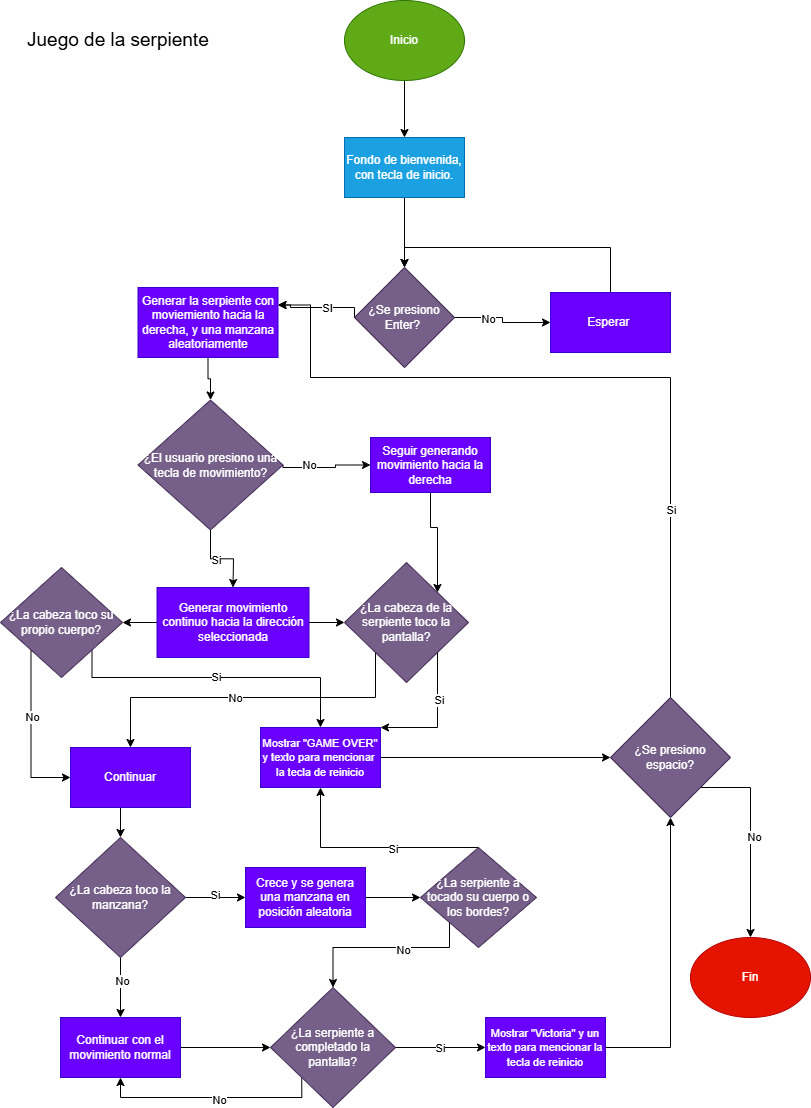 Juego de la serpiente
Inicio
Fondo de bienvenida,
con tecla de inicio.
¿Se presiono
Enter?
SI
No
Esperar
Generar la serpiente con
moviemiento hacia la
derecha, y una manzana
aleatoriamente
¿El usuario presiono una
tecla de movimiento?
No
Seguir generando
movimiento hacia la
derecha
Si
Si
Generar movimiento
continuo hacia la dirección
seleccionada
¿La cabeza toco su
propio cuerpo?
¿La cabeza de la
serpiente toco la
pantalla?
Si
No
Si
No
Mostrar "GAME OVER"
y texto para mencionar
la tecla de reinicio
¿Se presiono
espacio?
Continuar
No
¿La cabeza toco la
manzana?
Si
Crece y se genera
una manzana en
posición aleatoria
Si
¿La serpiente a
tocado su cuerpo o
los bordes?
No
No
Fin
Continuar con el
movimiento normal
¿La serpiente a
completado la
pantalla?
Si
Mostrar "Victoria" y un
texto para mencionar la
tecla de reinicio
No